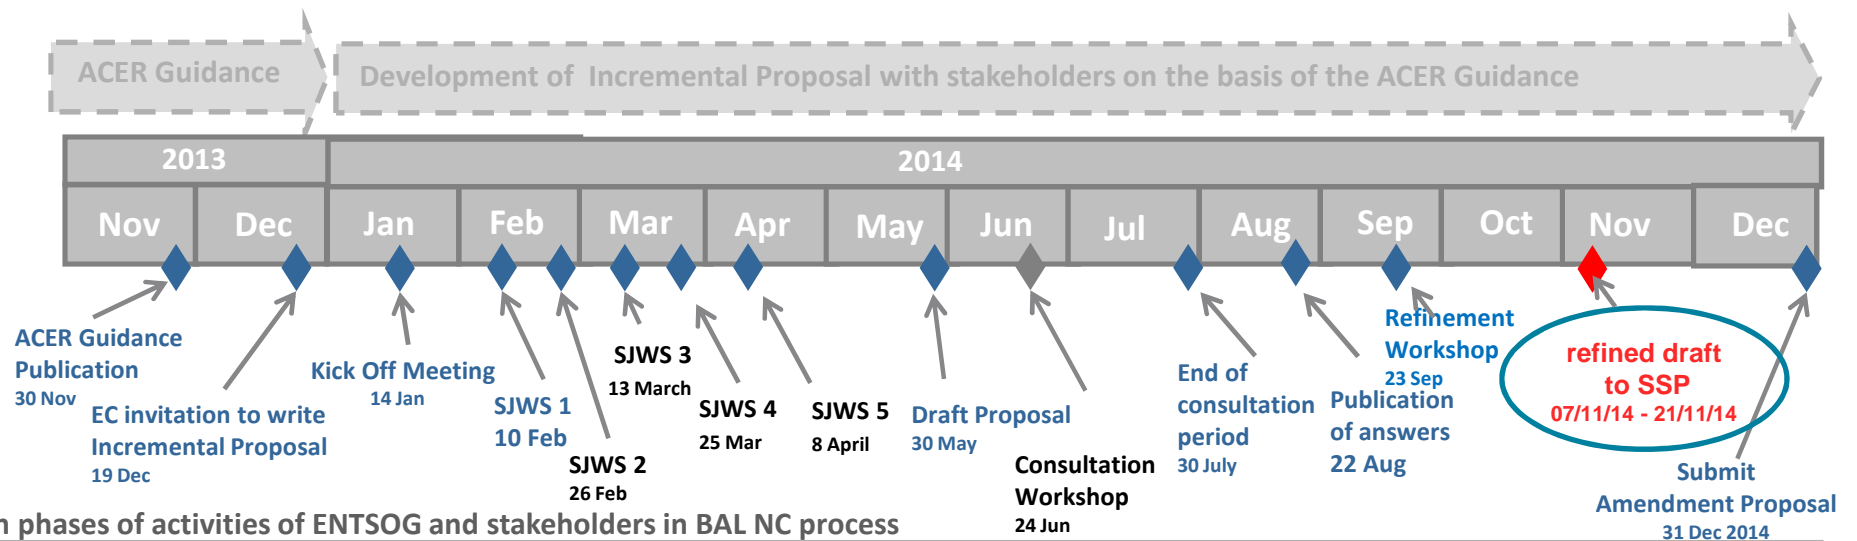 ACER Guidance
Development of Incremental Proposal with stakeholders on the basis of the ACER Guidance
2013
2014
Nov
Dec
Jan
Feb
Mar
Apr
May
Jun
Jul
Aug
Sep
Oct
Nov
Dec
ACER Guidance
Publication
30 Nov
EC invitation to write
Incremental Proposal
19 Dec
Kick Off Meeting
14 Jan
SJWS 1
10 Feb
SJWS 2
26 Feb
SJWS 3
13 March
SJWS 4
25 Mar
SJWS 5
8 April
Draft Proposal
30 May
Consultation
Workshop
24 Jun
End of
consultation
period
30 July
Publication
of answers
22 Aug
Refinement
Workshop
23 Sep
refined draft
to SSP
07/11/14 - 21/11/14
Submit
Amendment Proposal
31 Dec 2014
n phases of activities of ENTSOG and stakeholders in BAL NC process